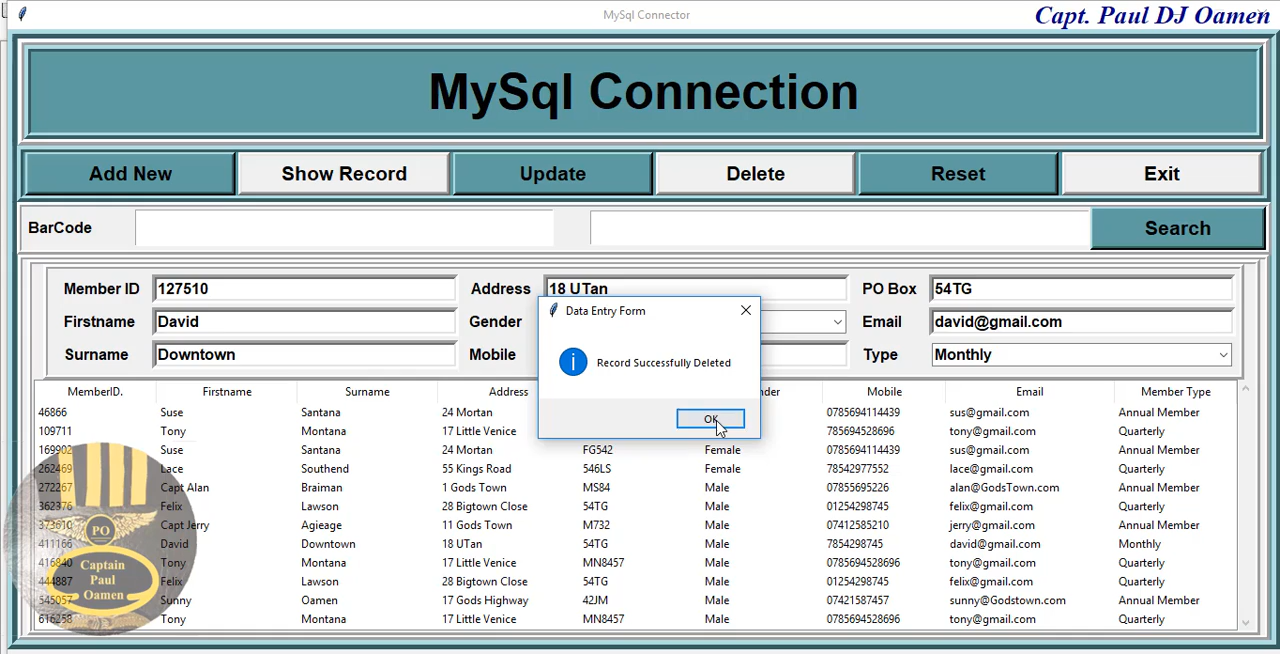 MySql Connector
Capt. Paul DJ Oamen
MySql Connection
Add New Show Record Update Delete Reset Exit
BarCode Search
Member ID 127510 Address 18 UTan PO Box 54TG
Firstname David Gender Email david@gmail.com
Surname Downtown Mobile Type Monthly
Data Entry Form
Record Successfully Deleted
OK
MemberID. Firstname Surname Address Mobile Email Member Type
46866 Suse Santana 24 Mortan 0785694114439 sus@gmail.com Annual Member
109711 Tony Montana 17 Little Venice 785694528696 tony@gmail.com Quarterly
169902 Suse Santana 24 Mortan FG542 Female 0785694114439 sus@gmail.com Annual Member
262469 Lace Southend 55 Kings Road 546LS Female 78542977552 lace@gmail.com Quarterly
272267 Capt Alan Braiman 1 Gods Town MS84 Male 07855695226 alan@GodsTown.com Annual Member
362376 Felix Lawson 28 Bigtown Close 54TG Male 01254298745 felix@gmail.com Quarterly
373610 Capt Jerry Agieage 11 Gods Town M732 Male 07412585210 jerry@gmail.com Annual Member
411166 David Downtown 18 UTan 54TG Male 7854298745 david@gmail.com Monthly
416840 Tony Montana 17 Little Venice MN8457 Male 0785694528696 tony@gmail.com Quarterly
444887 Felix Lawson 28 Bigtown Close 54TG Male 01254298745 felix@gmail.com Quarterly
545057 Sunny Oamen 17 Gods Highway 42JM Male 07421587457 sunny@Godstown.com Annual Member
616258 Tony Montana 17 Little Venice MN8457 Male 0785694528696 tony@gmail.com Quarterly
PO
Captain
Paul
Oamen